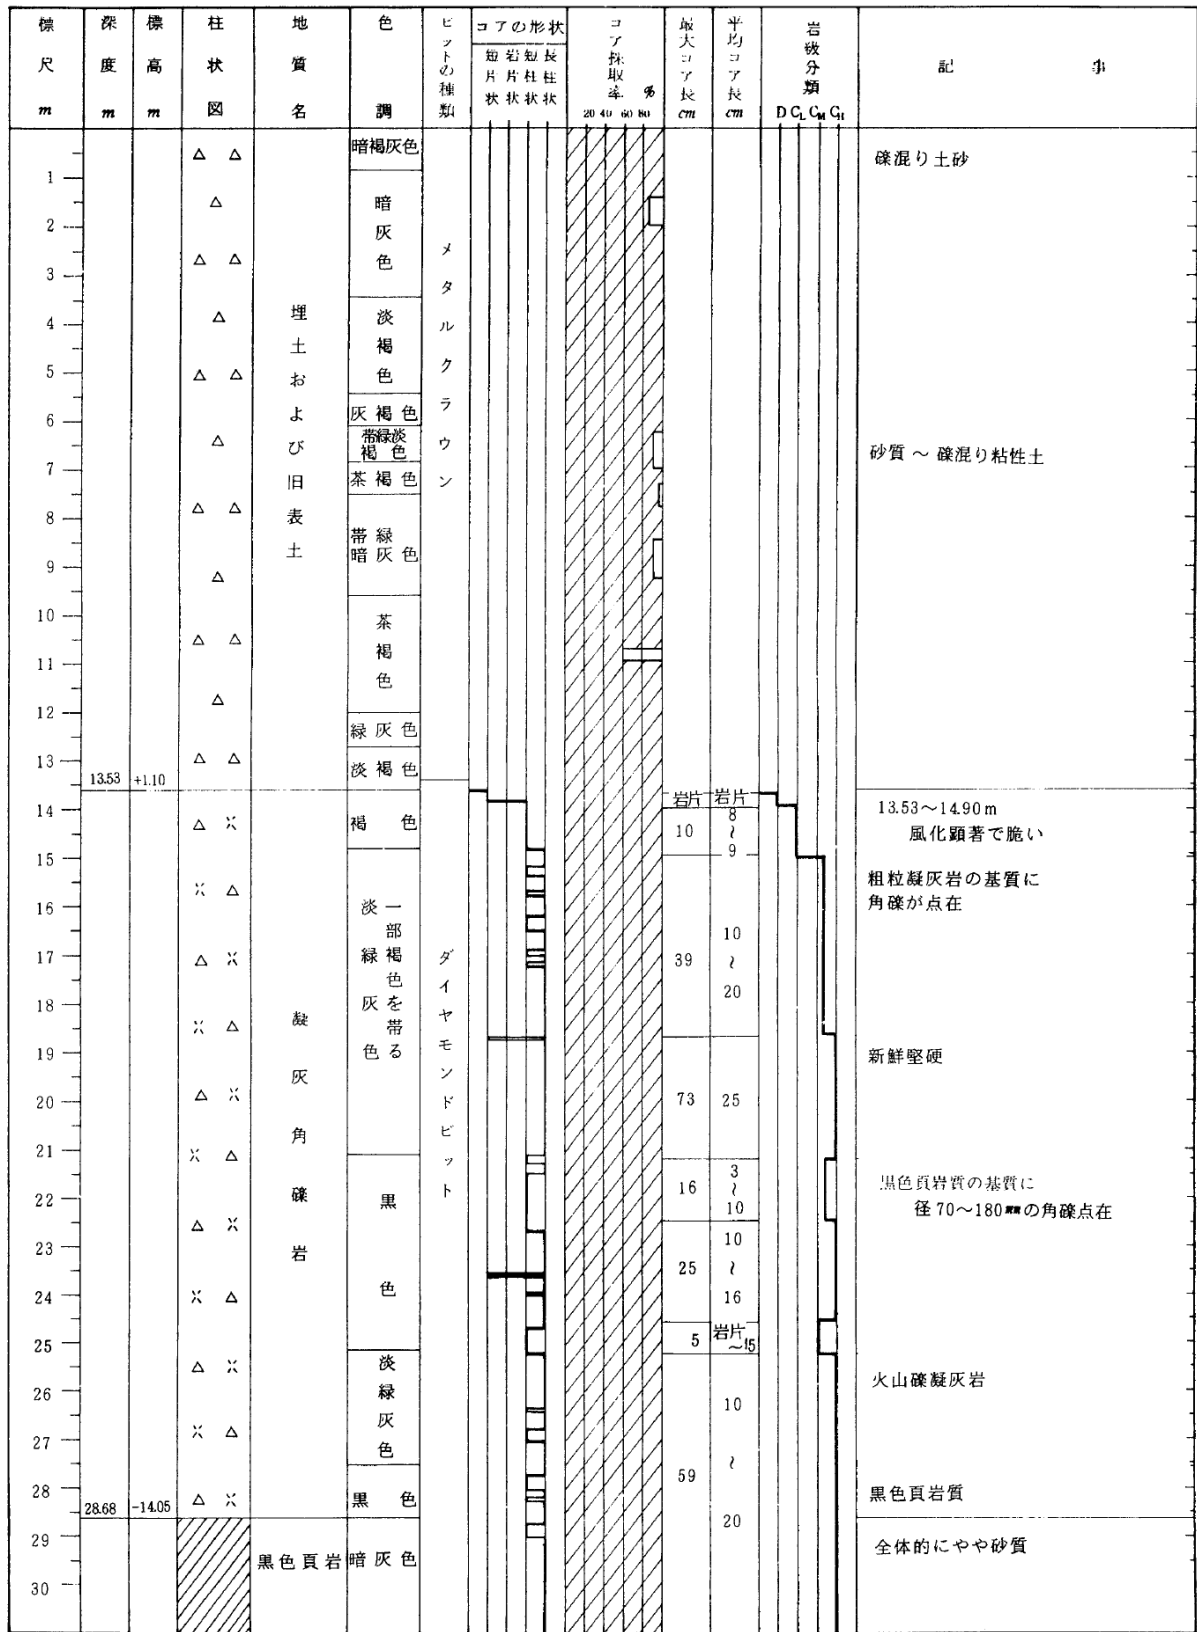 標尺 m
深度 m
標高 m
柱状図
地質名
色調
ビットの種類
コアの形状
短片状 岩片状 短柱状 長柱状
コア採取率 %
20 40 60 80
最大コア長 cm
平均コア長 cm
岩級分類
D CL CM CH
記事
1
2
3
4
5
6
7
8
9
10
11
12
13
14
15
16
17
18
19
20
21
22
23
24
25
26
27
28
29
30
13.53 +1.10
28.68 -14.05
埋土および旧表土
凝灰角礫岩
黒色頁岩
暗褐灰色
暗灰色
淡褐色
灰褐色
帯緑淡
褐色
茶褐色
帯緑
暗灰色
茶褐色
緑灰色
淡褐色
褐色
淡緑灰色
一部褐色を帯る
黒色
淡緑灰色
黒色
暗灰色
メタルクラウン
ダイヤモンドビット
岩片 岩片
10 8~9
39 10~20
73 25
16 3~10
25 10~16
5 岩片~15
59 10~20
礫混り土砂
砂質~礫混り粘性土
13.53~14.90m
風化顕著で脆い
粗粒凝灰岩の基質に
角礫が点在
新鮮堅硬
黒色頁岩質の基質に
径70~180㎜の角礫点在
火山礫凝灰岩
黒色頁岩質
全体的にやや砂質